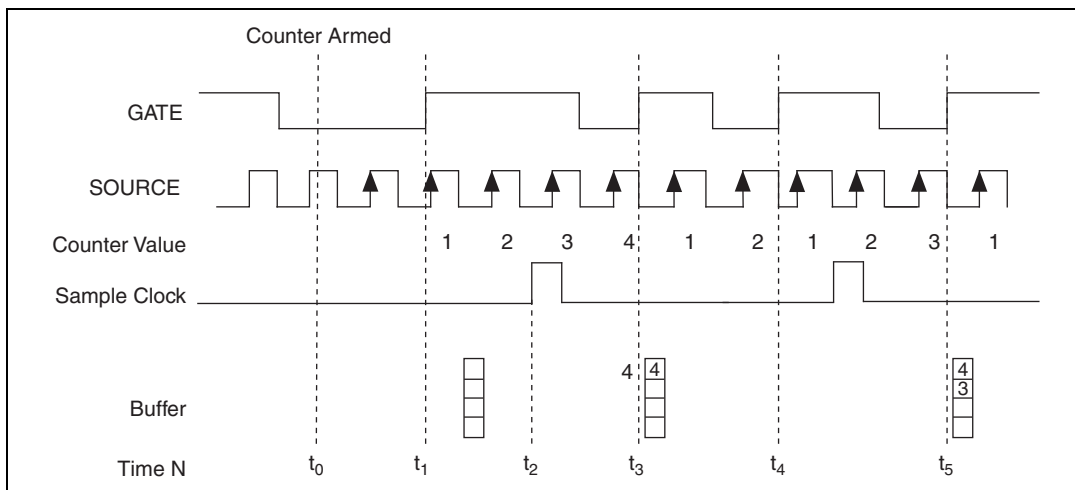 Counter Armed
GATE
SOURCE
Counter Value 1 2 3 4 1 2 1 2 3 1
Sample Clock
4 4 4
3
Buffer
Time N t0 t1 t2 t3 t4 t5